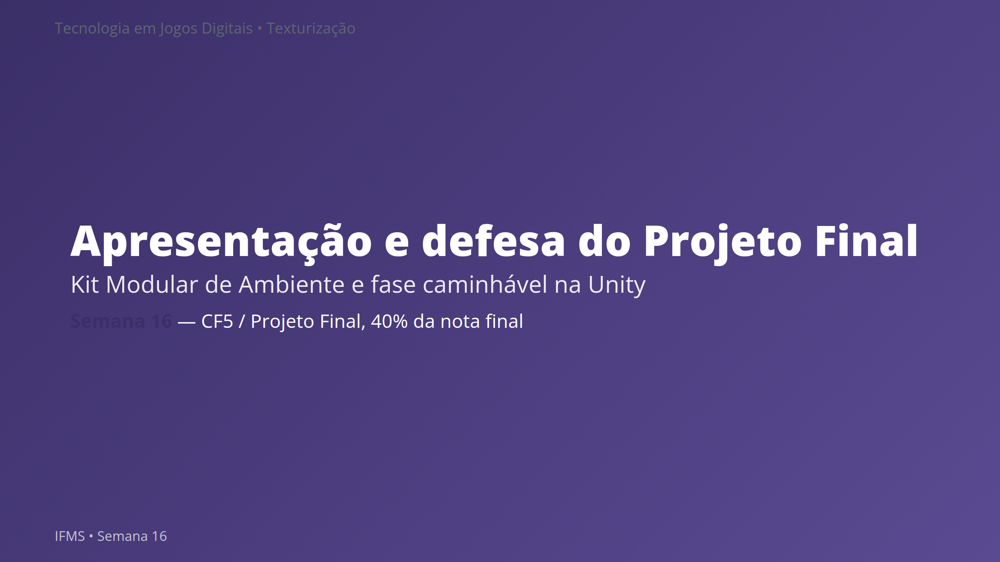 Tecnologia em Jogos Digitais • Texturização
Apresentação e defesa do Projeto Final
Kit Modular de Ambiente e fase caminhável na Unity
Semana 16 — CF5 / Projeto Final, 40% da nota final
IFMS • Semana 16